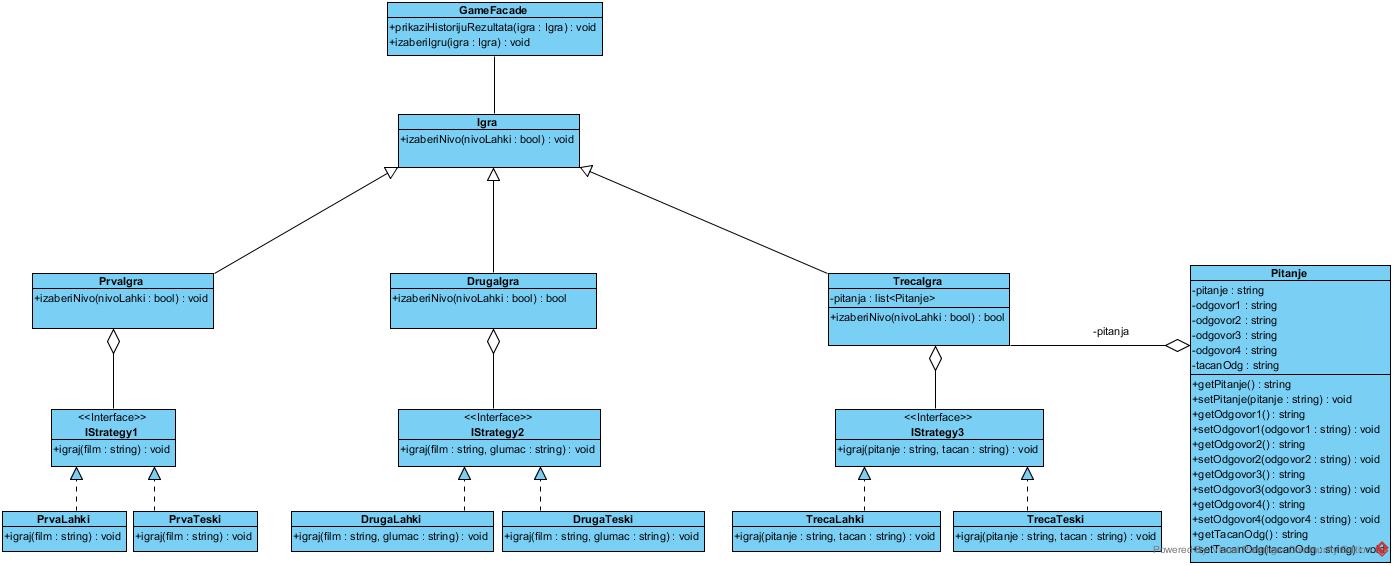 GameFacade
+prikaziHistorijuRezultata(igra : Igra) : void
+izaberiIgru(igra : Igra) : void
Igra
+izaberiNivo(nivoLahki : bool) : void
PrvaIgra
+izaberiNivo(nivoLahki : bool) : void
DrugaIgra
+izaberiNivo(nivoLahki : bool) : bool
TrecaIgra
-pitanja : list<Pitanje>
+izaberiNivo(nivoLahki : bool) : bool
-pitanja
Pitanje
-pitanje : string
-odgovor1 : string
-odgovor2 : string
-odgovor3 : string
-odgovor4 : string
-tacanOdg : string
+getPitanje() : string
+setPitanje(pitanje : string) : void
+getOdgovor1() : string
+setOdgovor1(odgovor1 : string) : void
+getOdgovor2() : string
+setOdgovor2(odgovor2 : string) : void
+getOdgovor3() : string
+setOdgovor3(odgovor3 : string) : void
+getOdgovor4() : string
+setOdgovor4(odgovor4 : string) : void
+getTacanOdg() : string
+setTacanOdg(tacanOdg : string) : void
<<Interface>>
IStrategy1
+igraj(film : string) : void
<<Interface>>
IStrategy2
+igraj(film : string, glumac : string) : void
<<Interface>>
IStrategy3
+igraj(pitanje : string, tacan : string) : void
PrvaLahki
+igraj(film : string) : void
PrvaTeski
+igraj(film : string) : void
DrugaLahki
+igraj(film : string, glumac : string) : void
DrugaTeski
+igraj(film : string, glumac : string) : void
TrecaLahki
+igraj(pitanje : string, tacan : string) : void
TrecaTeski
+igraj(pitanje : string, tacan : string) : void
Powered